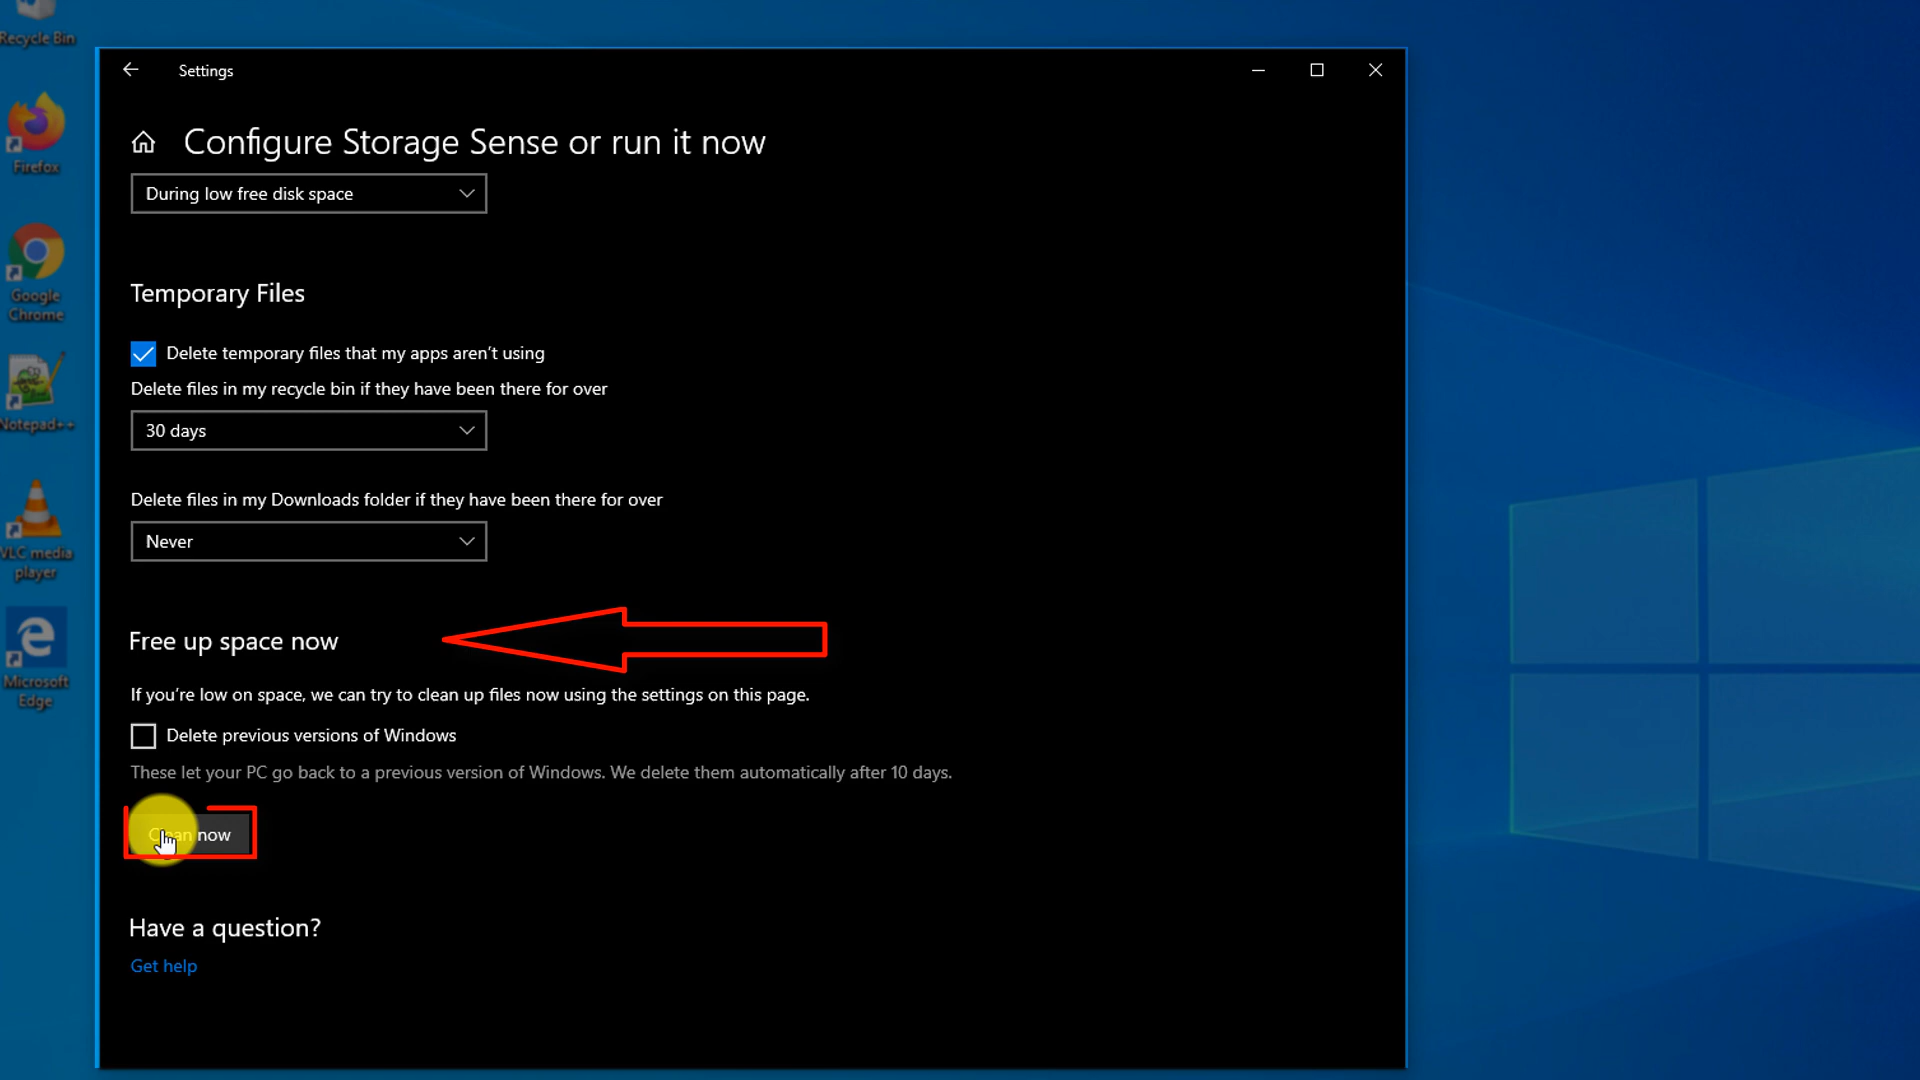 Recycle Bin
Firefox
Google
Chrome
Notepad++
VLC media
player
Microsoft
Edge
Settings
Configure Storage Sense or run it now
During low free disk space
Temporary Files
Delete temporary files that my apps aren't using
Delete files in my recycle bin if they have been there for over
30 days
Delete files in my Downloads folder if they have been there for over
Never
Free up space now
If you're low on space, we can try to clean up files now using the settings on this page.
Delete previous versions of Windows
These let your PC go back to a previous version of Windows. We delete them automatically after 10 days.
Clean now
Have a question?
Get help